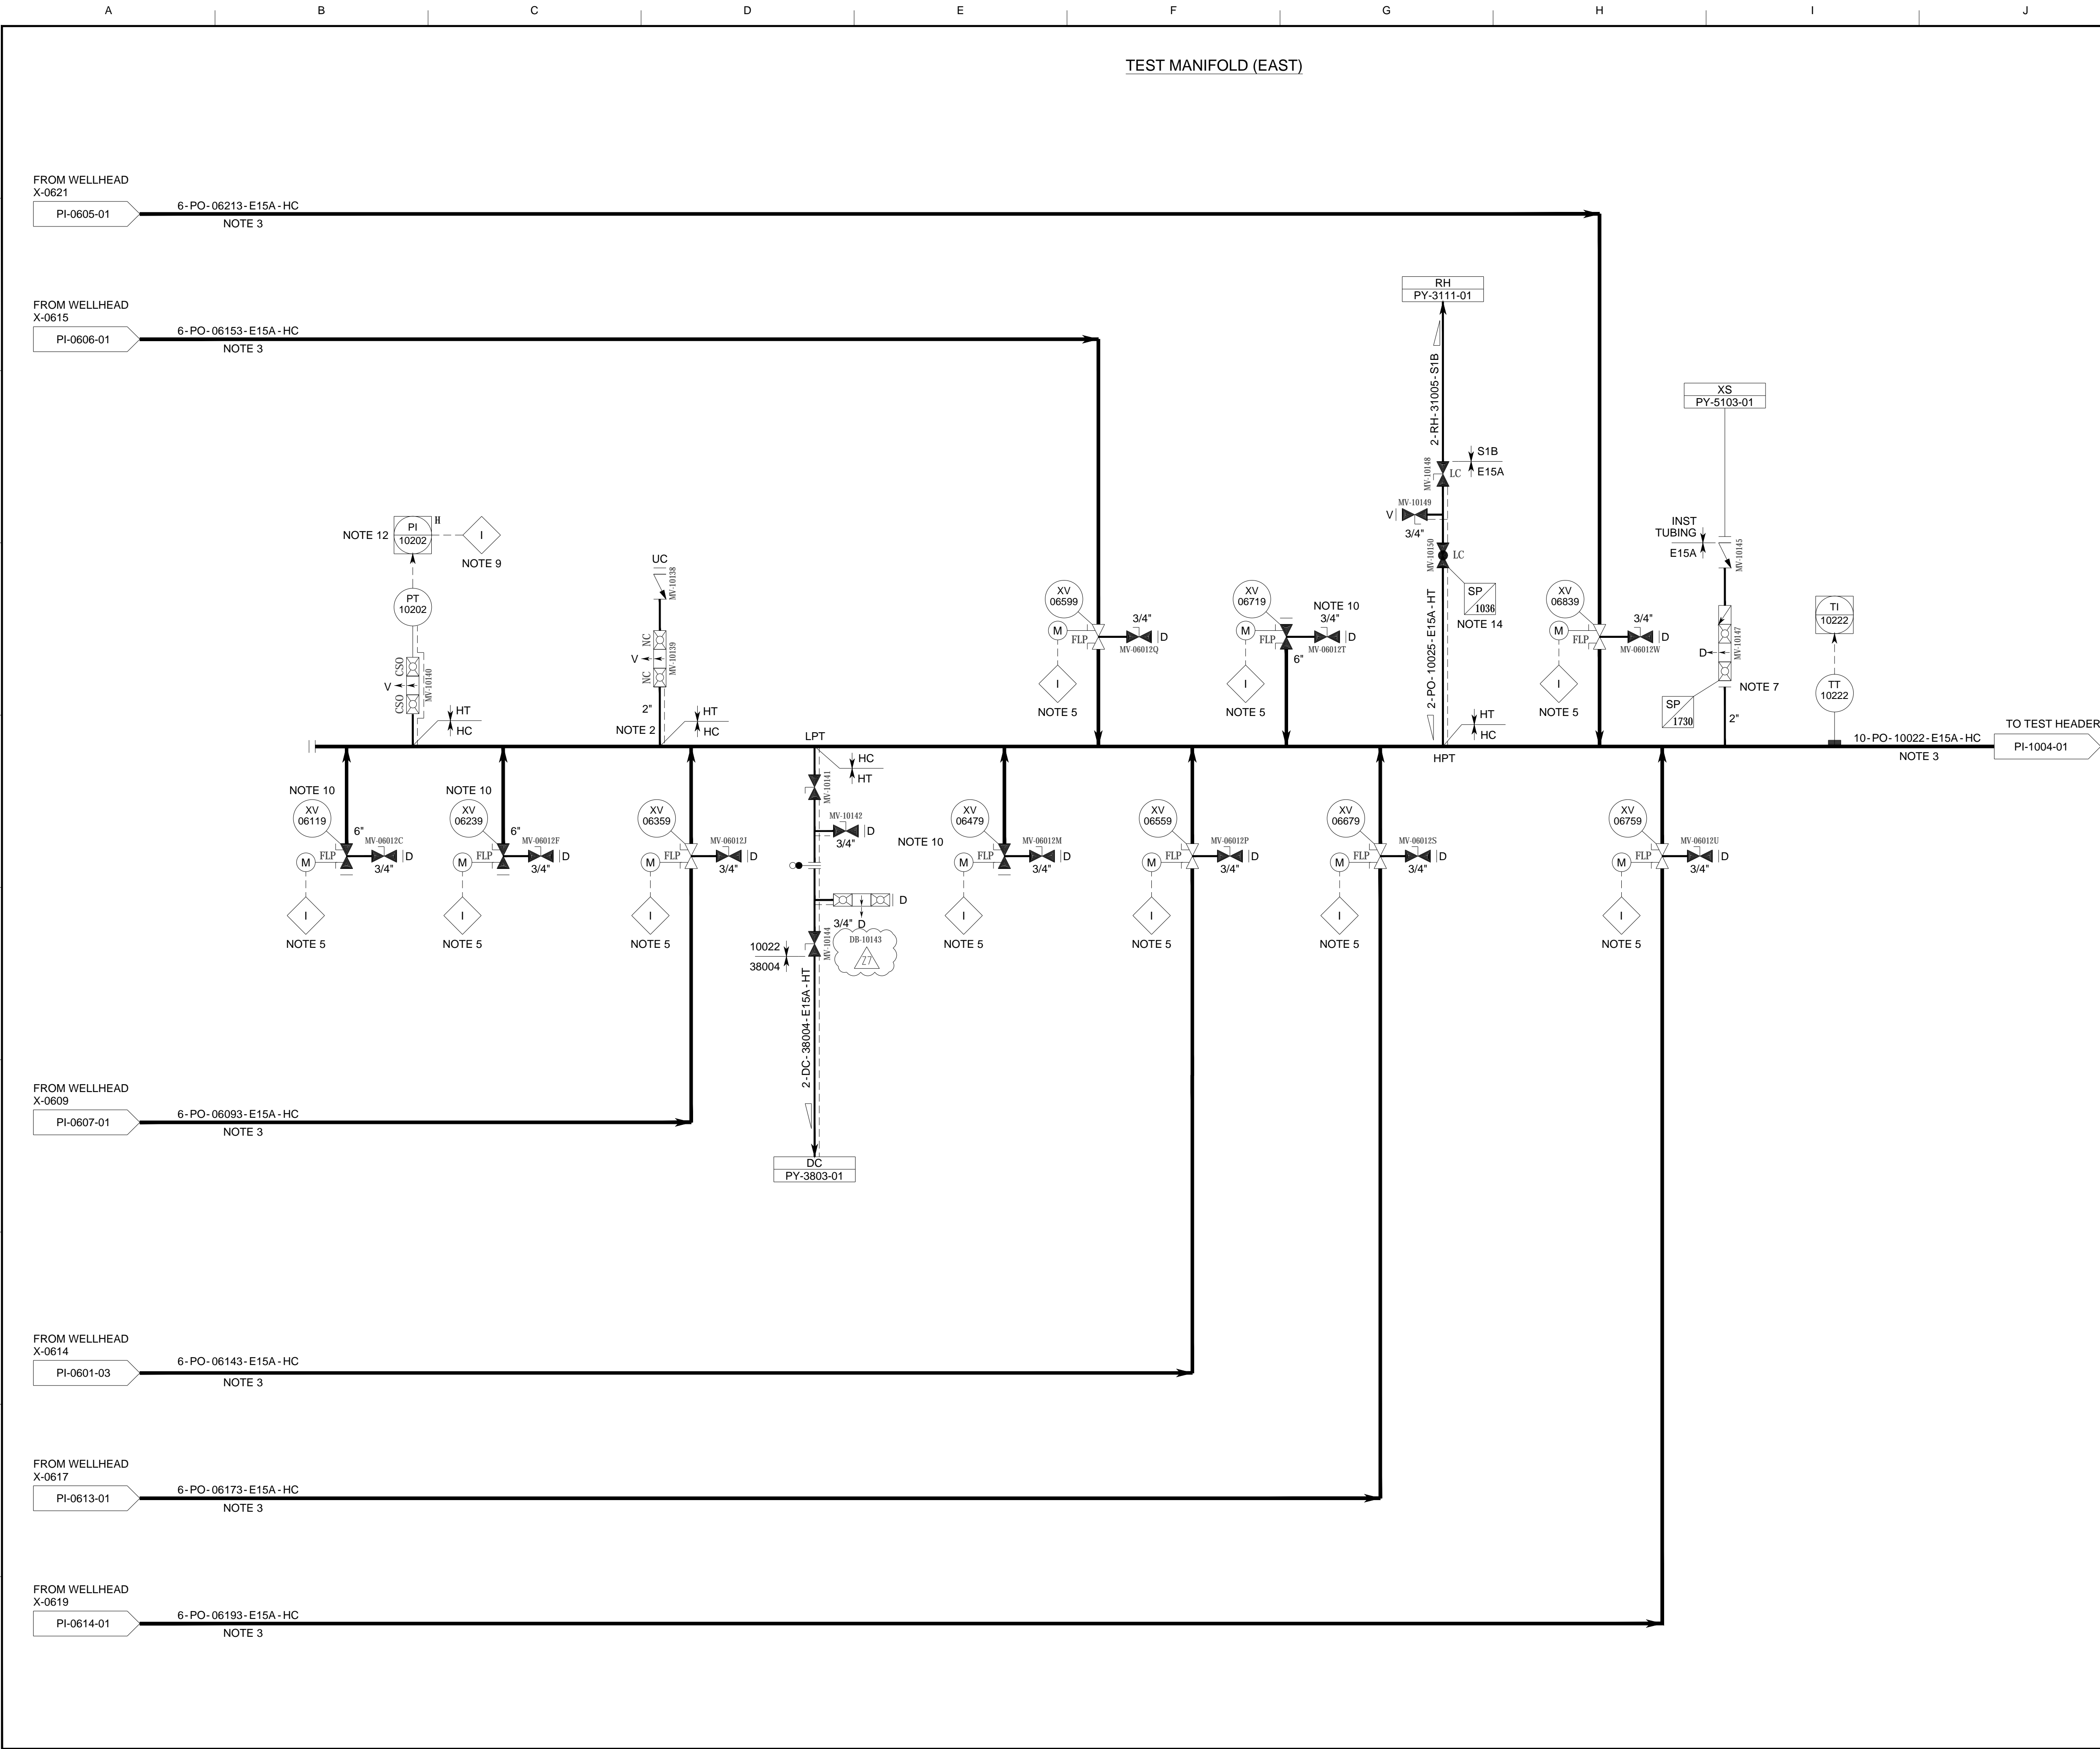 A B C D E F G H I J
TEST MANIFOLD (EAST)
FROM WELLHEAD
X-0621
PI-0605-01
6-PO-06213-E15A-HC
NOTE 3
FROM WELLHEAD
X-0615
PI-0606-01
6-PO-06153-E15A-HC
NOTE 3
RH
PY-3111-01
2-RH-31005-S1B
S1B
E15A
MV-10148
LC
MV-10149
V
3/4"
MV-10150
LC
SP
1036
NOTE 14
2-PO-10025-E15A-HT
HT
HC
HPT
XS
PY-5103-01
INST
TUBING
E15A
MV-10145
MV-10147
D
NOTE 7
SP
1730
2"
TI
10222
TT
10222
NOTE 12
PI
10202
H
I
NOTE 9
PT
10202
CSO
CSO
V
MV-10140
HT
HC
UC
MV-10138
NC
NC
V
MV-10139
2"
NOTE 2
HT
HC
XV
06599
M
FLP
3/4"
D
MV-06012Q
I
NOTE 5
XV
06719
NOTE 10
3/4"
M
FLP
D
MV-06012T
6"
I
NOTE 5
XV
06839
M
FLP
3/4"
D
MV-06012W
I
NOTE 5
10-PO-10022-E15A-HC
NOTE 3
TO TEST HEADER
PI-1004-01
LPT
HC
HT
MV-10141
MV-10142
D
3/4"
D
3/4" D
DB-10143
Z7
MV-10144
10022
38004
2-DC-38004-E15A-HT
DC
PY-3803-01
NOTE 10
XV
06119
6"
MV-06012C
M
FLP
D
3/4"
I
NOTE 5
NOTE 10
XV
06239
6"
MV-06012F
M
FLP
D
3/4"
I
NOTE 5
XV
06359
MV-06012J
M
FLP
D
3/4"
I
NOTE 5
NOTE 10
XV
06479
MV-06012M
M
FLP
D
3/4"
I
NOTE 5
XV
06559
MV-06012P
M
FLP
D
3/4"
I
NOTE 5
XV
06679
MV-06012S
M
FLP
D
3/4"
I
NOTE 5
XV
06759
MV-06012U
M
FLP
D
3/4"
I
NOTE 5
FROM WELLHEAD
X-0609
PI-0607-01
6-PO-06093-E15A-HC
NOTE 3
FROM WELLHEAD
X-0614
PI-0601-03
6-PO-06143-E15A-HC
NOTE 3
FROM WELLHEAD
X-0617
PI-0613-01
6-PO-06173-E15A-HC
NOTE 3
FROM WELLHEAD
X-0619
PI-0614-01
6-PO-06193-E15A-HC
NOTE 3